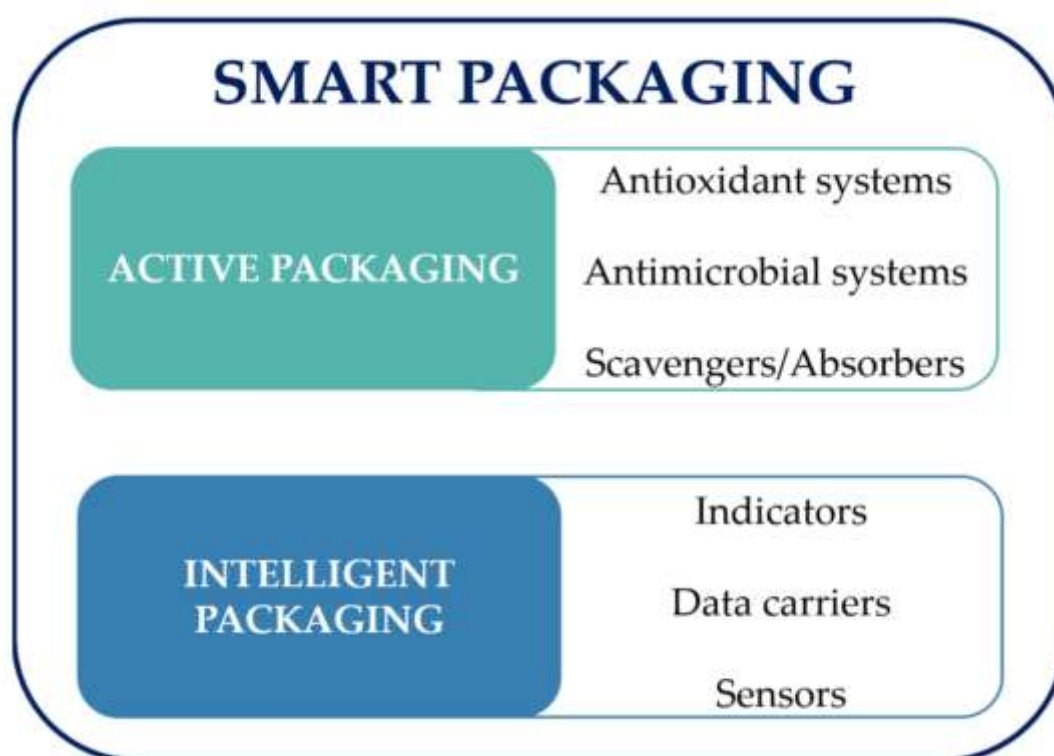 SMART PACKAGING
ACTIVE PACKAGING
Antioxidant systems
Antimicrobial systems
Scavengers/Absorbers
INTELLIGENT
PACKAGING
Indicators
Data carriers
Sensors